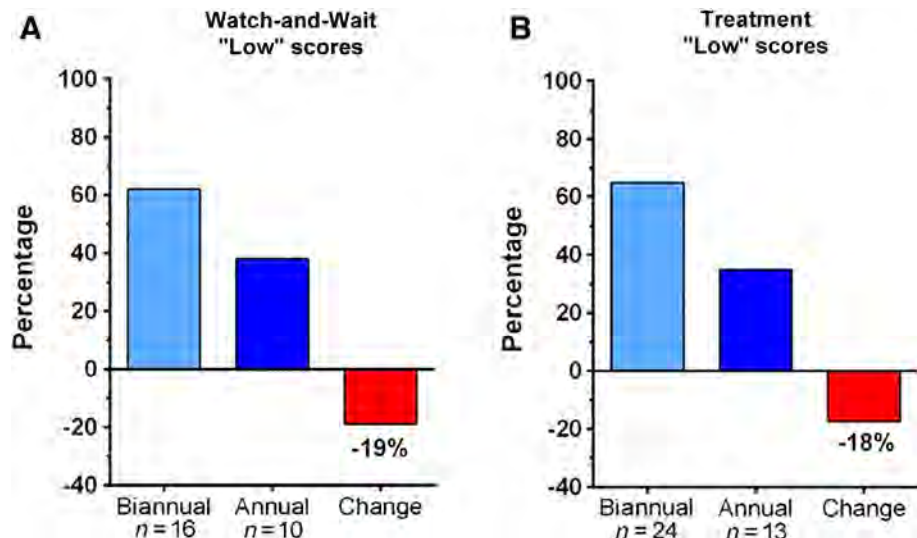 A
Watch-and-Wait
"Low" scores
Percentage
100
80
60
40
20
0
-20
-40
-19%
Biannual
n=16
Annual
n=10
Change
B
Treatment
"Low" scores
Percentage
100
80
60
40
20
0
-20
-40
-18%
Biannual
n=24
Annual
n=13
Change